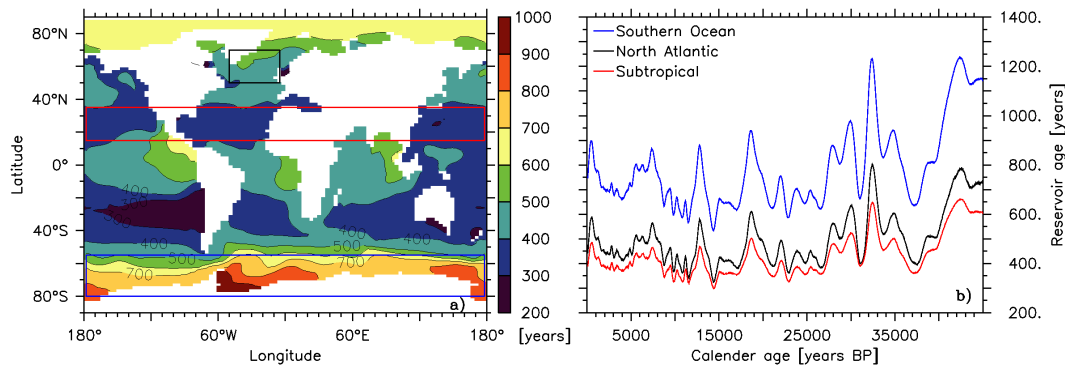 80°N
40°N
0°
40°S
80°S
Latitude
180°
60°W
60°E
180°
Longitude
400
300
400
400
400
500
500
700
700
a)
1000
900
800
700
600
500
400
300
200
[years]
Southern Ocean
North Atlantic
Subtropical
b)
5000
15000
25000
35000
Calender age [years BP]
1400.
1200.
1000.
800.
600.
400.
200.
Reservoir age [years]